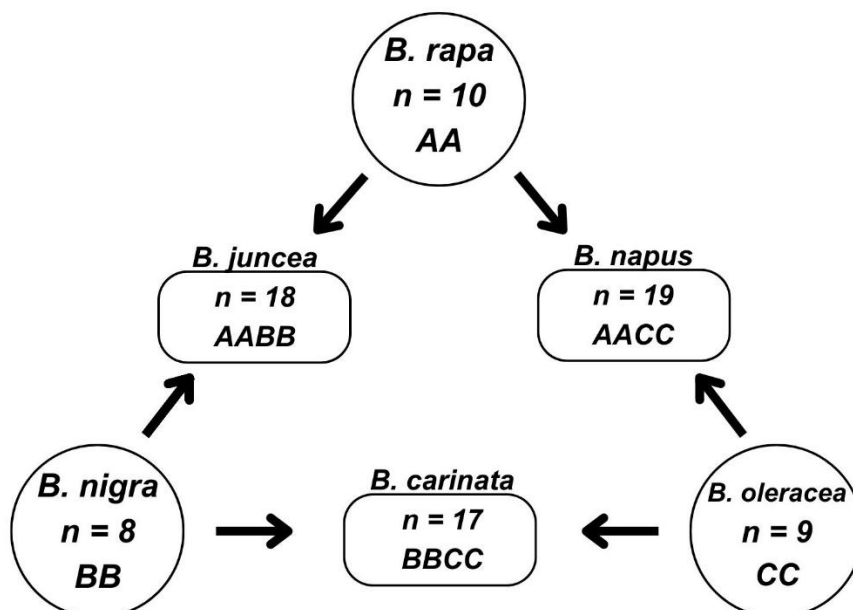 B. rapa
n = 10
AA
B. juncea
n = 18
AABB
B. napus
n = 19
AACC
B. nigra
n = 8
BB
B. carinata
n = 17
BBCC
B. oleracea
n = 9
CC